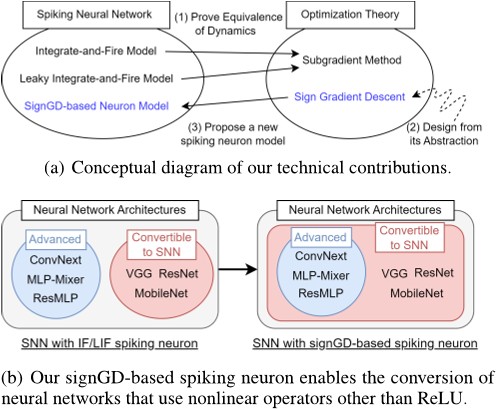 Spiking Neural Network
(1) Prove Equivalence
of Dynamics
Optimization Theory
Integrate-and-Fire Model
Leaky Integrate-and-Fire Model
SignGD-based Neuron Model
Subgradient Method
Sign Gradient Descent
(3) Propose a new
spiking neuron model
(2) Design from
its Abstraction
(a) Conceptual diagram of our technical contributions.
Neural Network Architectures
Advanced
ConvNext
MLP-Mixer
ResMLP
Convertible
to SNN
VGG ResNet
MobileNet
SNN with IF/LIF spiking neuron
Neural Network Architectures
Advanced
ConvNext
MLP-Mixer
ResMLP
Convertible
to SNN
VGG ResNet
MobileNet
SNN with signGD-based spiking neuron
(b) Our signGD-based spiking neuron enables the conversion of
neural networks that use nonlinear operators other than ReLU.